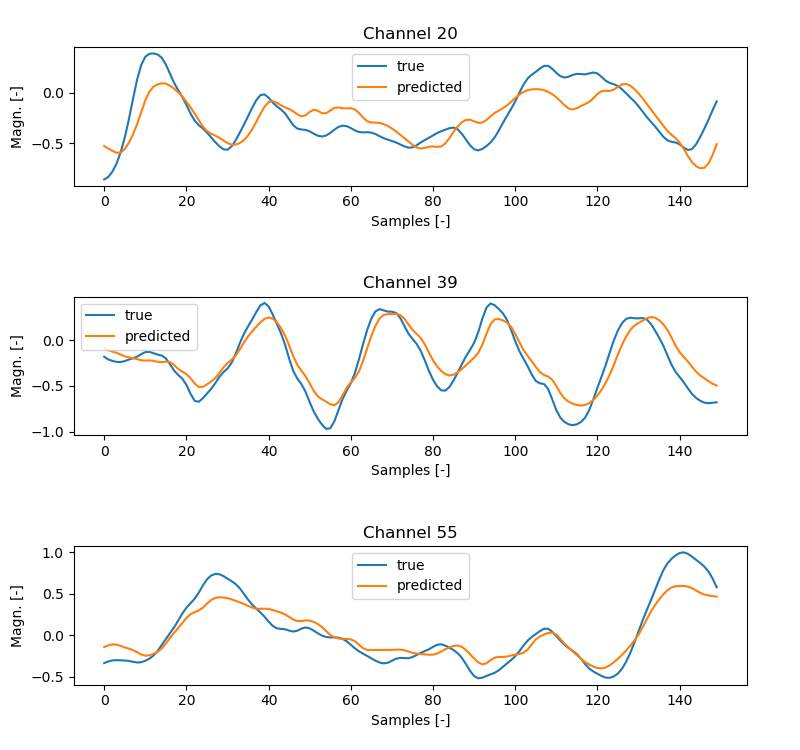 Channel 20
Magn. [-]
0.0
−0.5
true
predicted
0 20 40 60 80 100 120 140
Samples [-]
Channel 39
Magn. [-]
0.0
−0.5
−1.0
true
predicted
0 20 40 60 80 100 120 140
Samples [-]
Channel 55
Magn. [-]
1.0
0.5
0.0
−0.5
true
predicted
0 20 40 60 80 100 120 140
Samples [-]